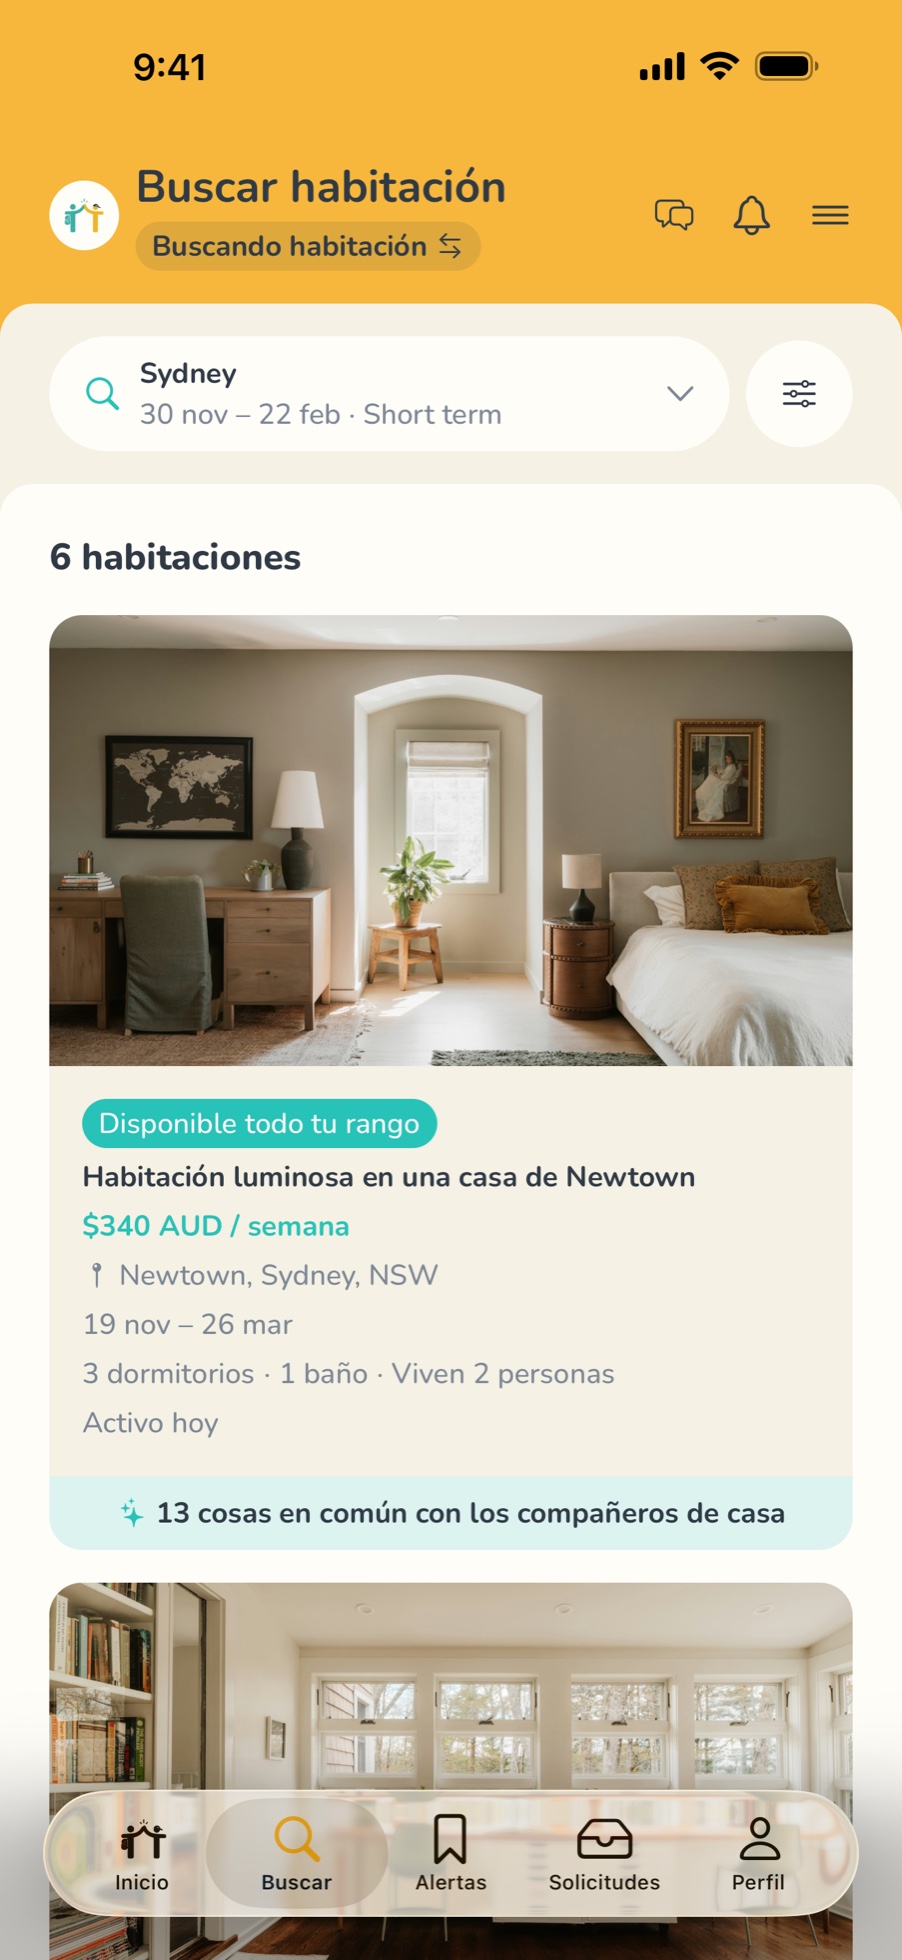 9:41
Buscar habitación
Buscando habitación
Sydney
30 nov – 22 feb · Short term
6 habitaciones
Disponible todo tu rango
Habitación luminosa en una casa de Newtown
$340 AUD / semana
Newtown, Sydney, NSW
19 nov – 26 mar
3 dormitorios · 1 baño · Viven 2 personas
Activo hoy
13 cosas en común con los compañeros de casa
Inicio
Buscar
Alertas
Solicitudes
Perfil